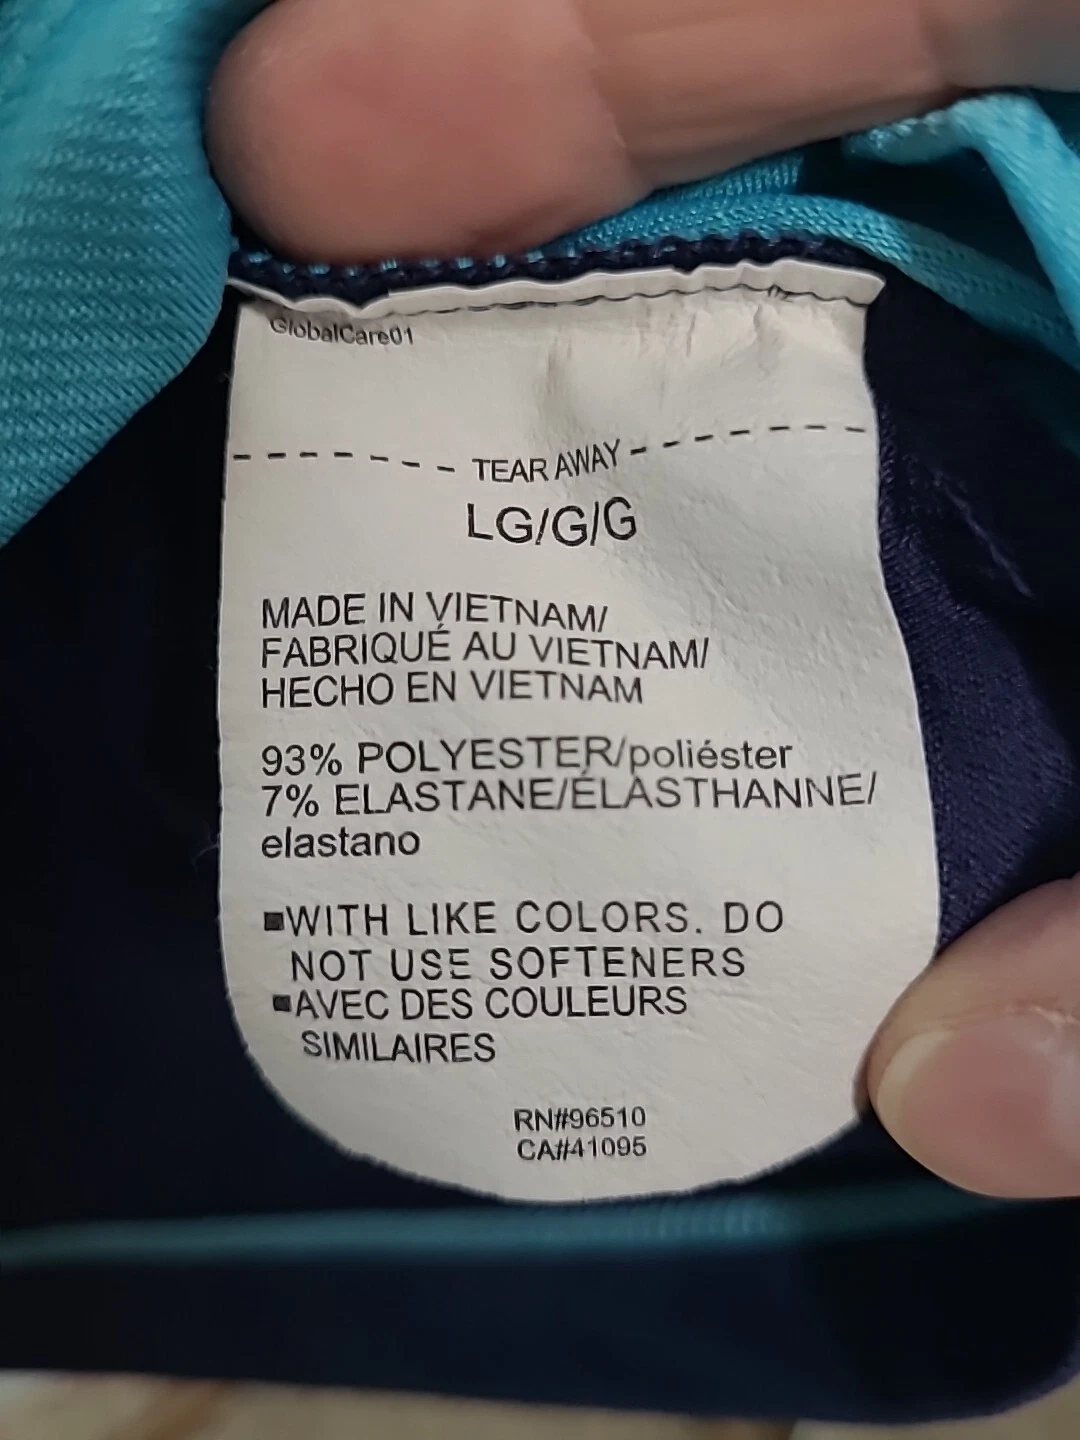 GlobalCare01
TEAR AWAY
LG/G/G
MADE IN VIETNAM/
FABRIQUÉ AU VIETNAM/
HECHO EN VIETNAM
93% POLYESTER/poliéster
7% ELASTANE/ÉLASTHANNE/
elastano
■WITH LIKE COLORS. DO
NOT USE SOFTENERS
■AVEC DES COULEURS
SIMILAIRES
RN#96510
CA#41095